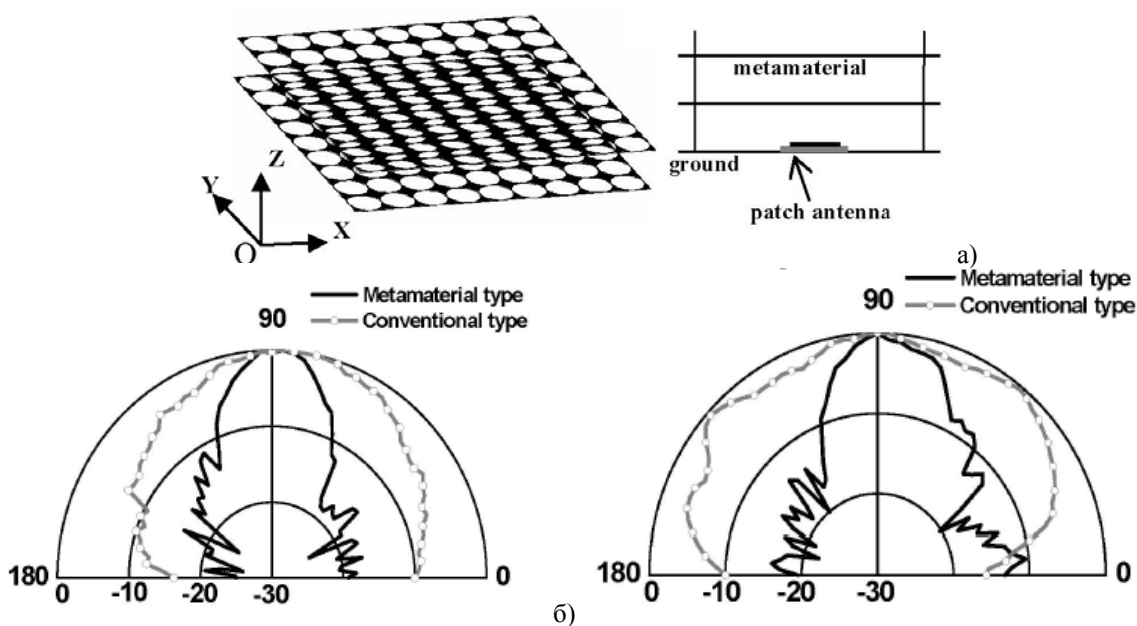 Z
Y
X
O
metamaterial
ground
patch antenna
а)
Metamaterial type
Conventional type
90
180
0
0 -10 -20 -30
Metamaterial type
Conventional type
90
180
0
0 -10 -20 -30
б)